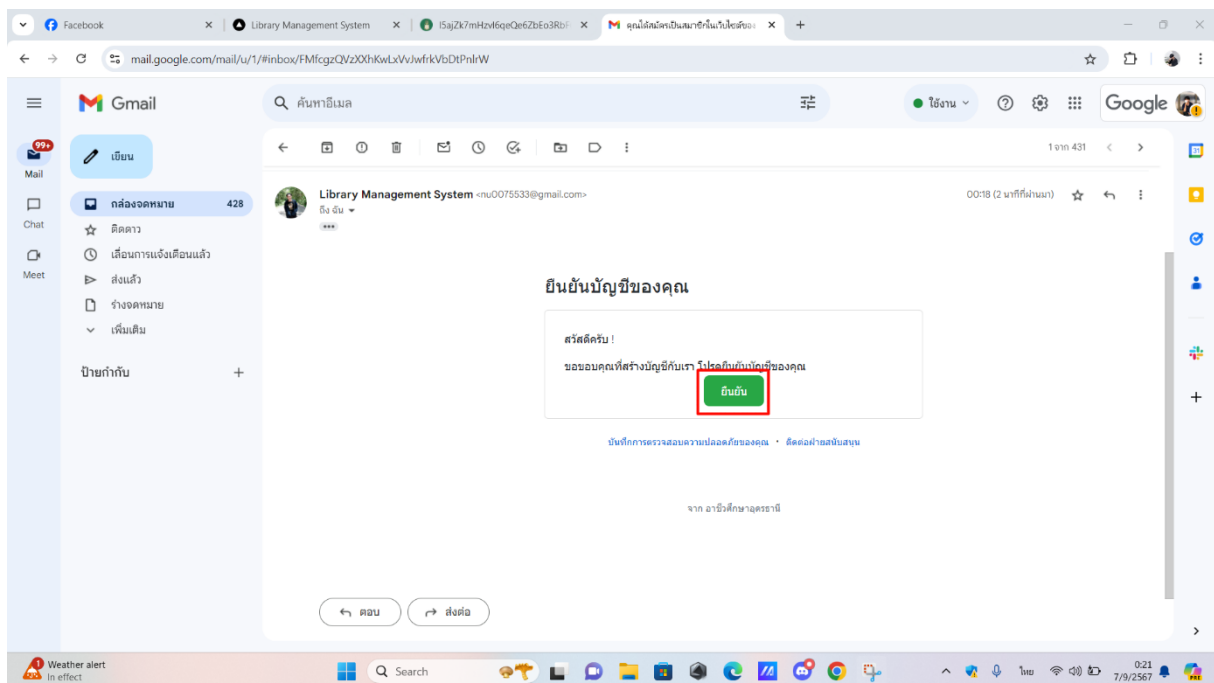 Facebook
Library Management System
I5ajZk7mHzvl6qeQe6ZbEo3RbF
คุณได้สมัครเป็นสมาชิกในเว็บไซต์ของ
mail.google.com/mail/u/1/#inbox/FMfcgzQVzXXhKwLxVvJwfrkVbDtPnlrW
Gmail
ค้นหาอีเมล
ใช้งาน
Google
99+
Mail
Chat
Meet
เขียน
กล่องจดหมาย 428
ติดดาว
เลื่อนการแจ้งเตือนแล้ว
ส่งแล้ว
ร่างจดหมาย
เพิ่มเติม
ป้ายกำกับ
1 จาก 431
31
Library Management System <nu0075533@gmail.com>
00:18 (2 นาทีที่ผ่านมา)
ถึง ฉัน
ยืนยันบัญชีของคุณ
สวัสดีครับ !
ขอขอบคุณที่สร้างบัญชีกับเรา โปรดยืนยันบัญชีของคุณ
ยืนยัน
บันทึกการตรวจสอบความปลอดภัยของคุณ • ติดต่อฝ่ายสนับสนุน
จาก อาชีวศึกษาอุดรธานี
ตอบ
ส่งต่อ
1
Weather alert
In effect
Search
ไทย
0:21
7/9/2567
PRE